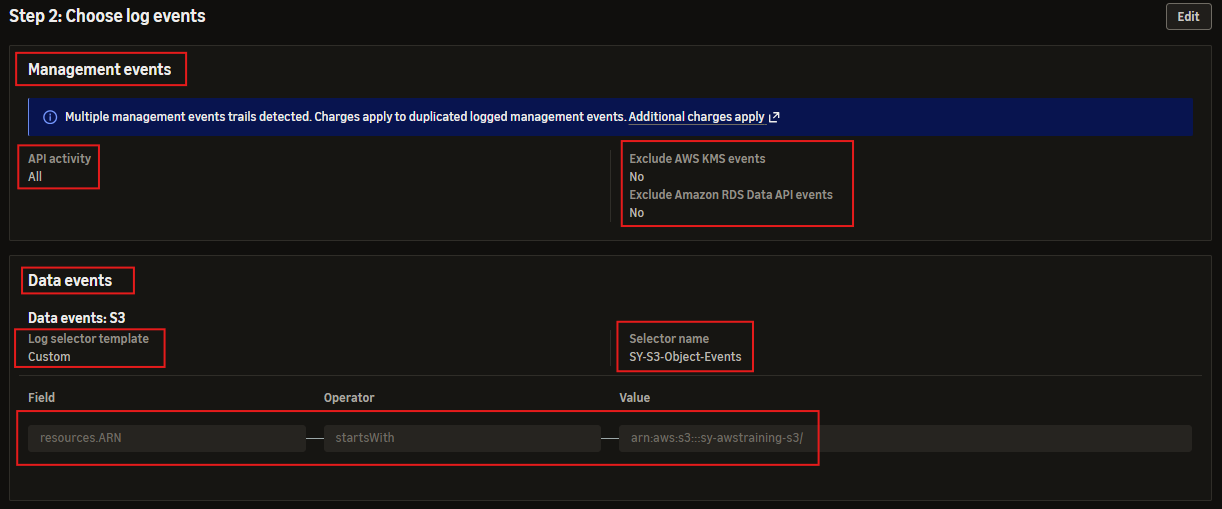 Step 2: Choose log events
Edit
Management events
Multiple management events trails detected. Charges apply to duplicated logged management events. Additional charges apply
API activity
All
Exclude AWS KMS events
No
Exclude Amazon RDS Data API events
No
Data events
Data events: S3
Log selector template
Custom
Selector name
SY-S3-Object-Events
Field Operator Value
resources.ARN startsWith arn:aws:s3:::sy-awstraining-s3/